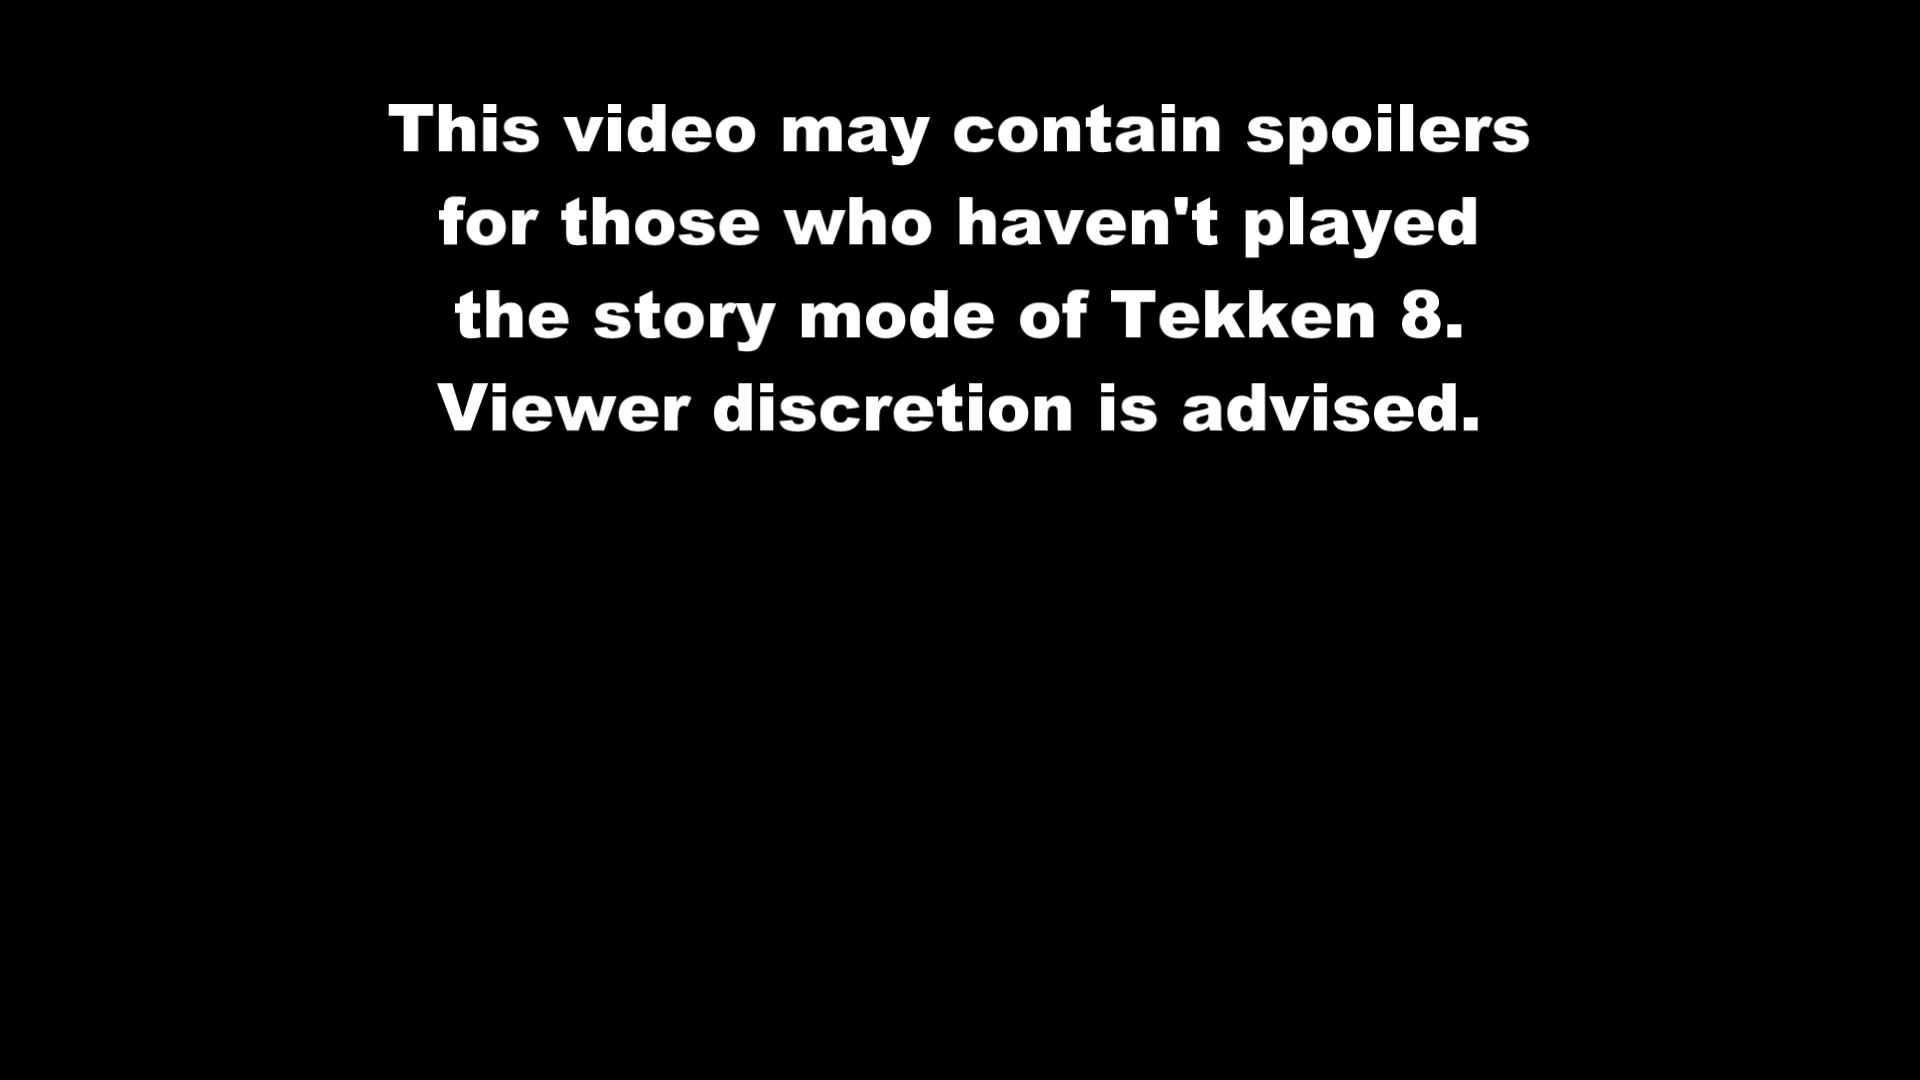 This video may contain spoilers
for those who haven't played
the story mode of Tekken 8.
Viewer discretion is advised.